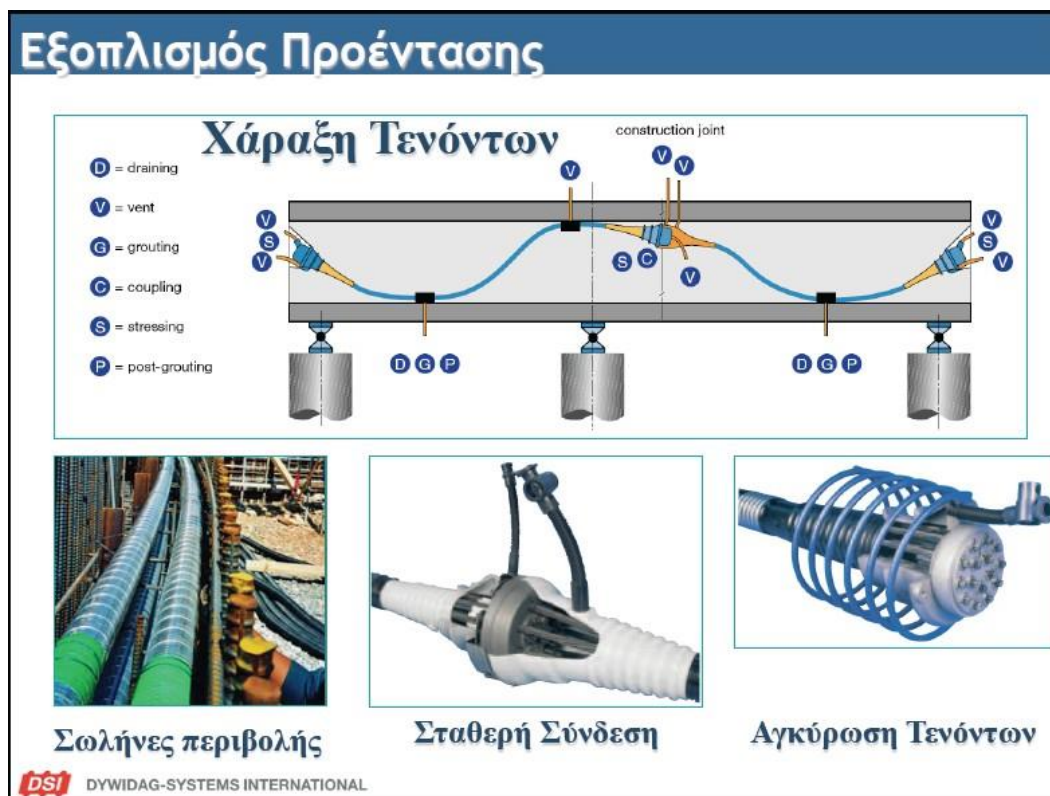 Εξοπλισμός Προέντασης
Χάραξη Τενόντων
construction joint
D = draining
V = vent
G = grouting
C = coupling
S = stressing
P = post-grouting
V
V
V
V
S
V
S
C
V
V
S
V
D G P
D G P
Σωλήνες περιβολής
Σταθερή Σύνδεση
Αγκύρωση Τενόντων
DSI DYWIDAG-SYSTEMS INTERNATIONAL